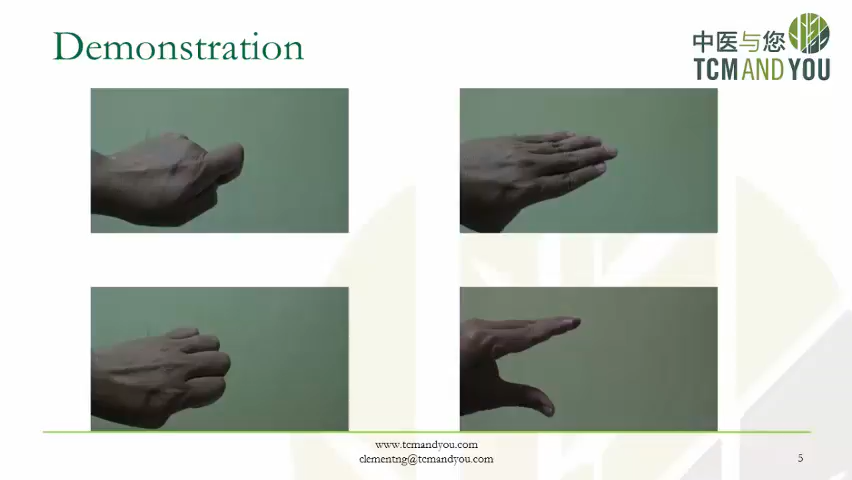 Demonstration
中医与您
TCM AND YOU
www.tcmandyou.com
clementng@tcmandyou.com
5